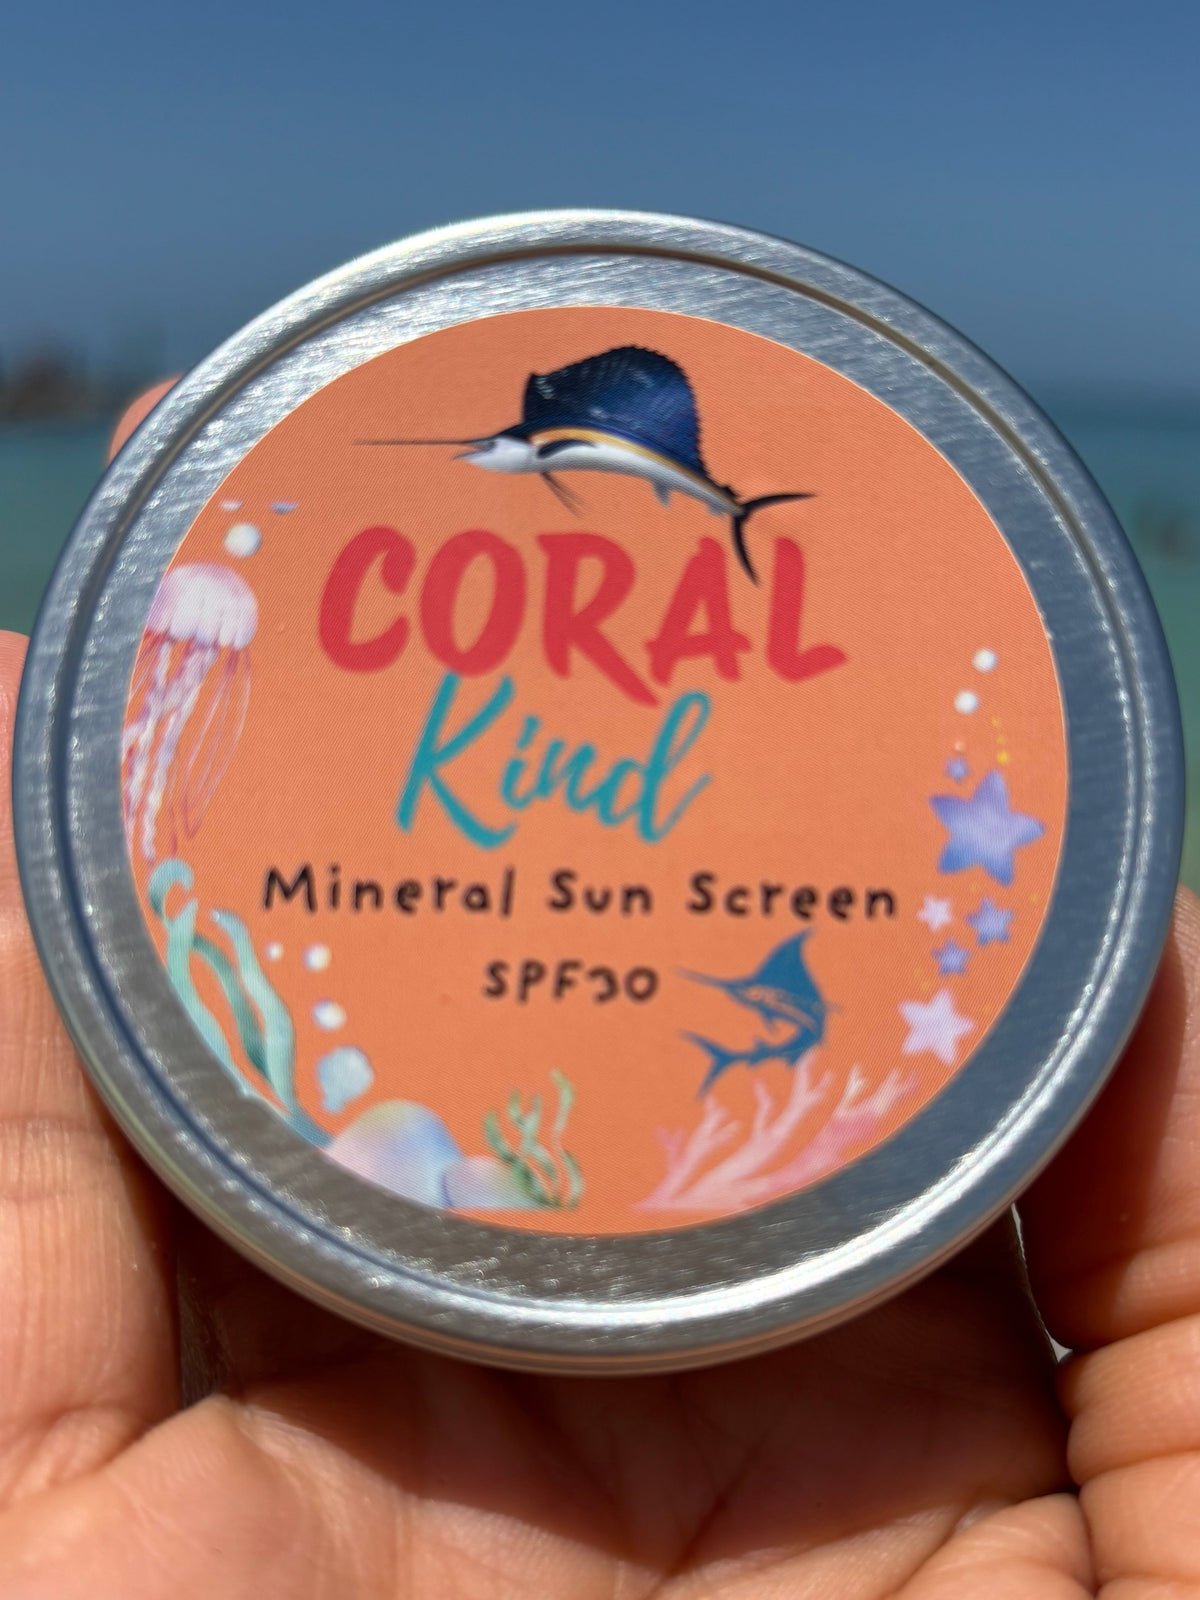 CORAL
Kind
Mineral Sun Screen
SPF30